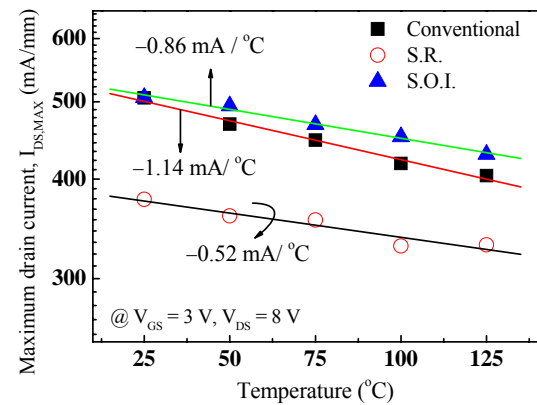 Maximum drain current, I_DS,MAX (mA/mm)
600
500
400
300
−0.86 mA / °C
−1.14 mA/ °C
−0.52 mA/ °C
Conventional
S.R.
S.O.I.
@ V_GS = 3 V, V_DS = 8 V
25 50 75 100 125
Temperature (°C)